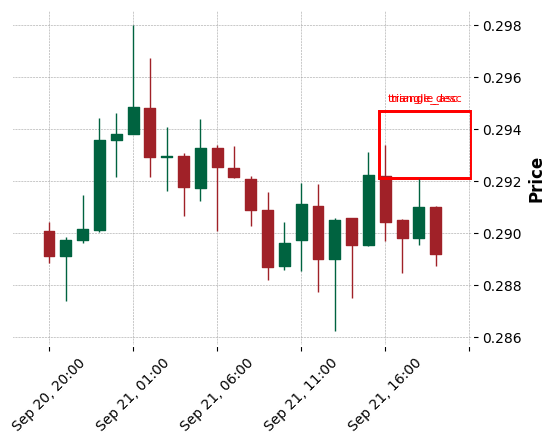 triangle_desc
0.298
0.296
0.294
0.292
0.290
0.288
0.286
Price
Sep 20, 20:00
Sep 21, 01:00
Sep 21, 06:00
Sep 21, 11:00
Sep 21, 16:00